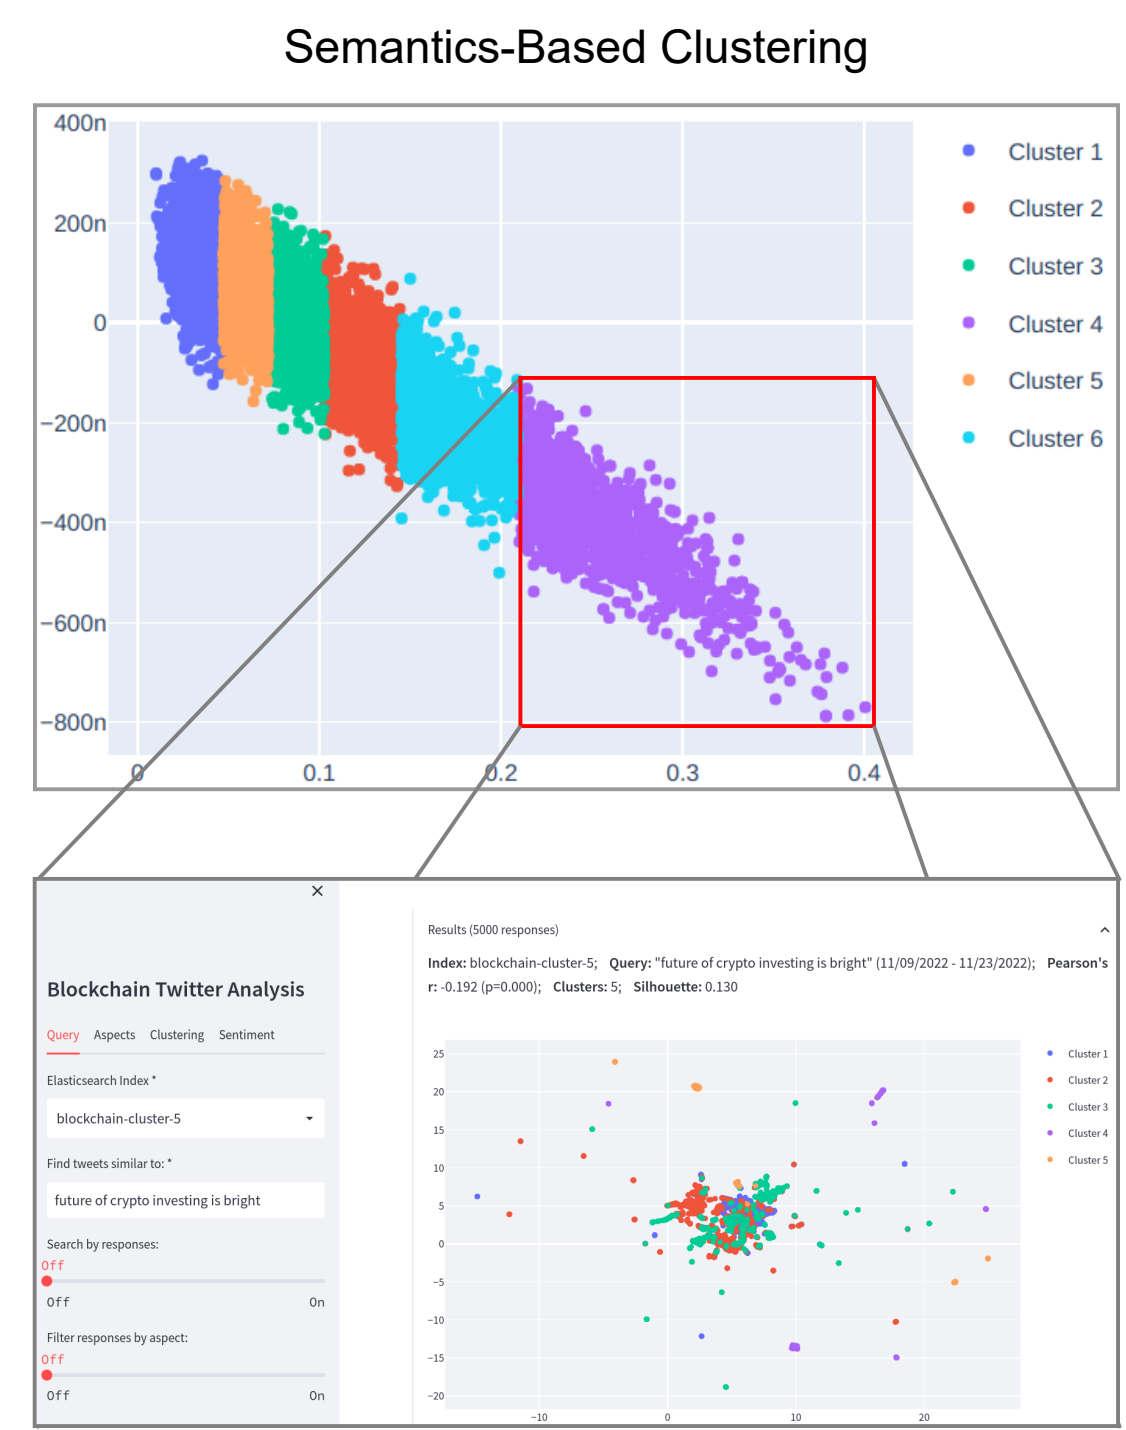 Semantics-Based Clustering
400n
200n
0
−200n
−400n
−600n
−800n
0
0.1
0.2
0.3
0.4
Cluster 1
Cluster 2
Cluster 3
Cluster 4
Cluster 5
Cluster 6
×
Blockchain Twitter Analysis
Query Aspects Clustering Sentiment
Elasticsearch Index *
blockchain-cluster-5
Find tweets similar to: *
future of crypto investing is bright
Search by responses:
Off
Off On
Filter responses by aspect:
Off
Off On
Results (5000 responses)
Index: blockchain-cluster-5; Query: "future of crypto investing is bright" (11/09/2022 - 11/23/2022); Pearson's
r: -0.192 (p=0.000); Clusters: 5; Silhouette: 0.130
25
20
15
10
5
0
−5
−10
−15
−20
−10
0
10
20
Cluster 1
Cluster 2
Cluster 3
Cluster 4
Cluster 5